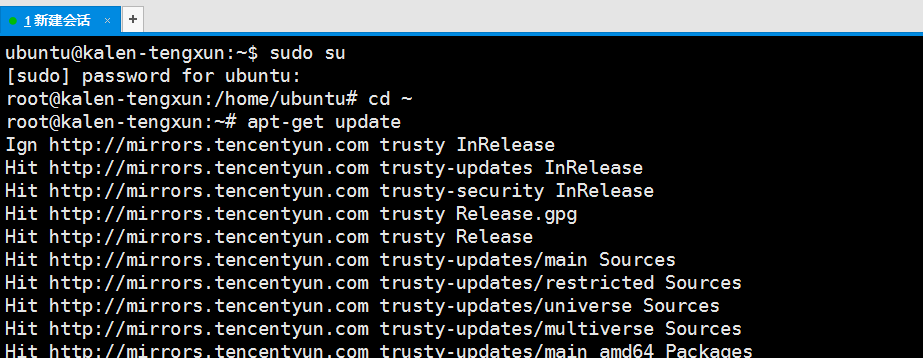 1 新建会话 × +
ubuntu@kalen-tengxun:~$ sudo su
[sudo] password for ubuntu:
root@kalen-tengxun:/home/ubuntu# cd ~
root@kalen-tengxun:~# apt-get update
Ign http://mirrors.tencentyun.com trusty InRelease
Hit http://mirrors.tencentyun.com trusty-updates InRelease
Hit http://mirrors.tencentyun.com trusty-security InRelease
Hit http://mirrors.tencentyun.com trusty Release.gpg
Hit http://mirrors.tencentyun.com trusty Release
Hit http://mirrors.tencentyun.com trusty-updates/main Sources
Hit http://mirrors.tencentyun.com trusty-updates/restricted Sources
Hit http://mirrors.tencentyun.com trusty-updates/universe Sources
Hit http://mirrors.tencentyun.com trusty-updates/multiverse Sources
Hit http://mirrors.tencentyun.com trusty-updates/main amd64 Packages